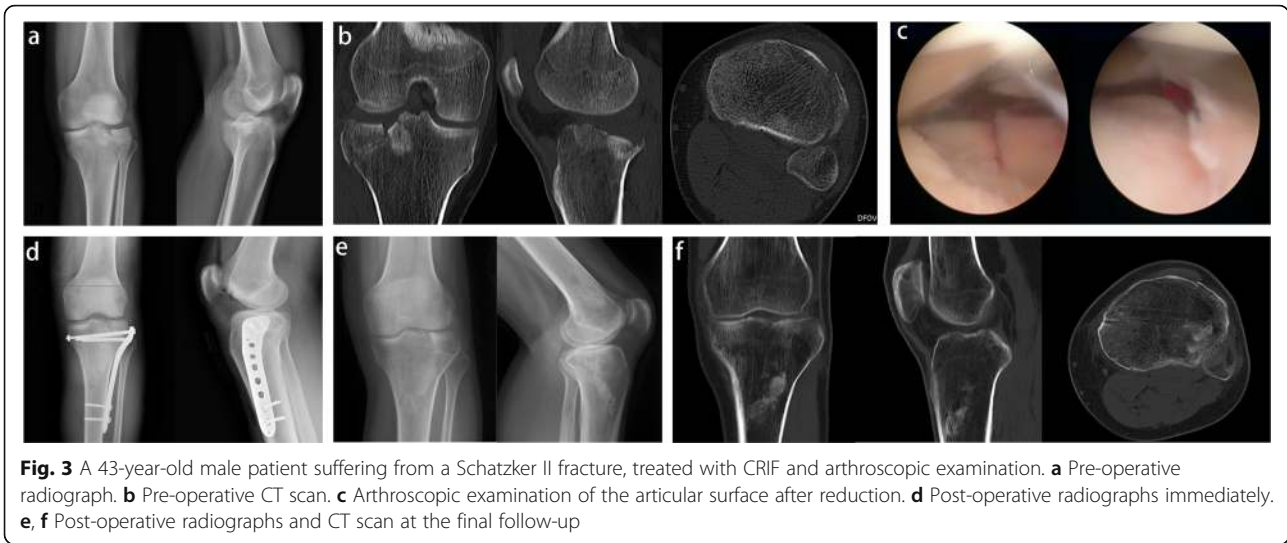 a
b
c
DFOV
d
e
f
Fig. 3 A 43-year-old male patient suffering from a Schatzker II fracture, treated with CRIF and arthroscopic examination. a Pre-operative
radiograph. b Pre-operative CT scan. c Arthroscopic examination of the articular surface after reduction. d Post-operative radiographs immediately.
e, f Post-operative radiographs and CT scan at the final follow-up